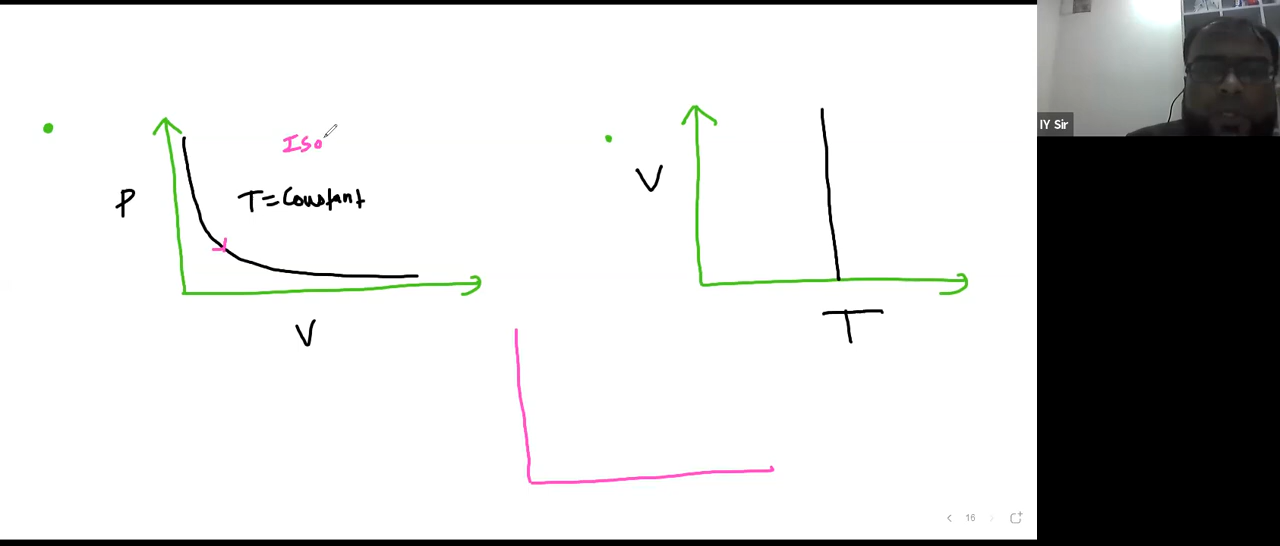 Iso
T = Constant
P
V
V
T
IY Sir
16